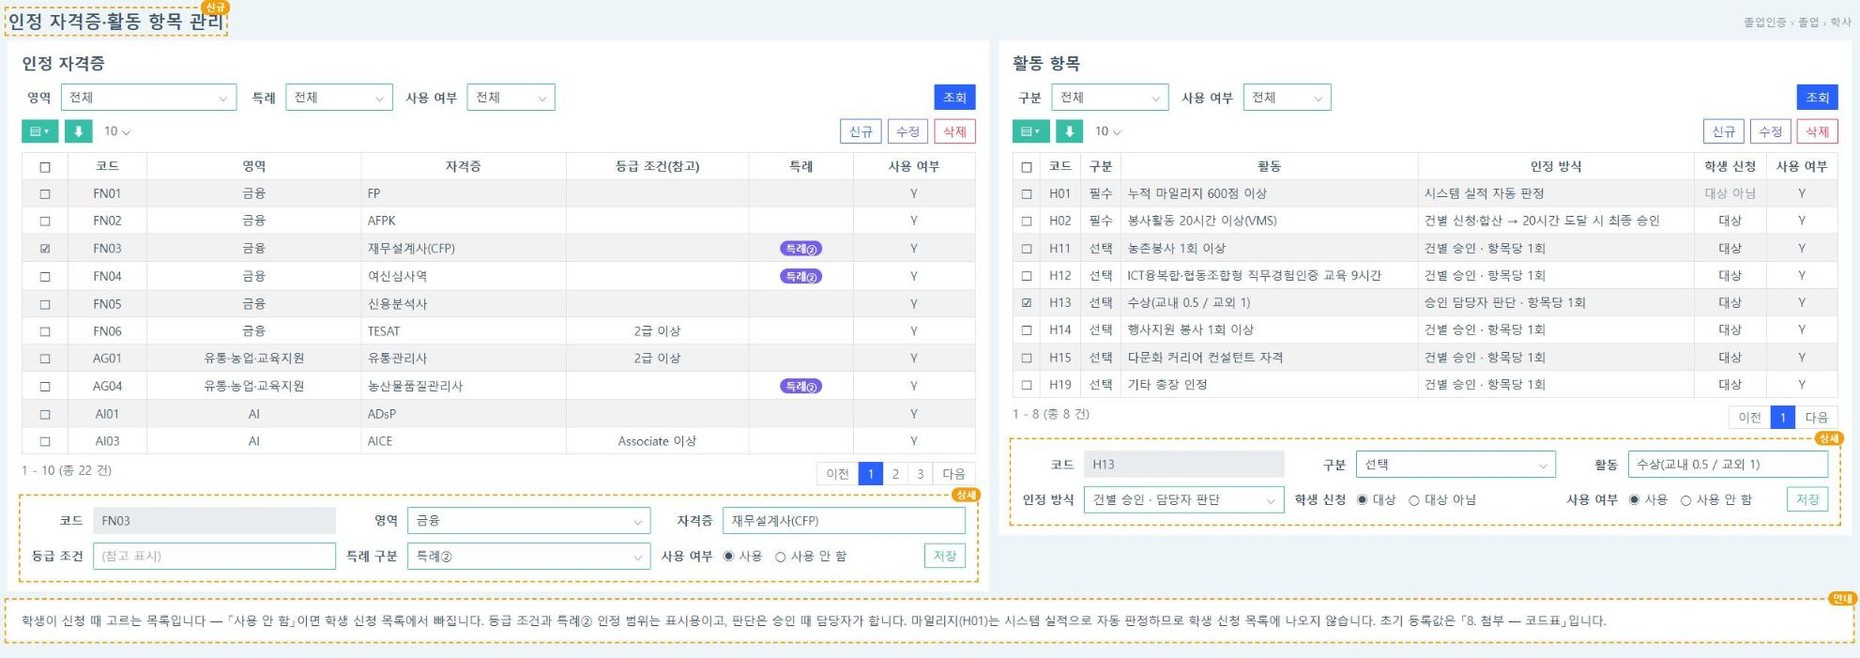 인정 자격증·활동 항목 관리
신규
졸업인증 › 졸업 › 학사
인정 자격증
영역 전체 특례 전체 사용 여부 전체 조회
10 신규 수정 삭제
코드 영역 자격증 등급 조건(참고) 특례 사용 여부
FN01 금융 FP Y
FN02 금융 AFPK Y
FN03 금융 재무설계사(CFP) 특례② Y
FN04 금융 여신심사역 특례② Y
FN05 금융 신용분석사 Y
FN06 금융 TESAT 2급 이상 Y
AG01 유통·농업·교육지원 유통관리사 2급 이상 Y
AG04 유통·농업·교육지원 농산물품질관리사 특례② Y
AI01 AI ADsP Y
AI03 AI AICE Associate 이상 Y
1 - 10 (총 22 건) 이전 1 2 3 다음
상세
코드 FN03 영역 금융 자격증 재무설계사(CFP)
등급 조건 (참고 표시) 특례 구분 특례② 사용 여부 사용 사용 안 함 저장
활동 항목
구분 전체 사용 여부 전체 조회
10 신규 수정 삭제
코드 구분 활동 인정 방식 학생 신청 사용 여부
H01 필수 누적 마일리지 600점 이상 시스템 실적 자동 판정 대상 아님 Y
H02 필수 봉사활동 20시간 이상(VMS) 건별 신청·합산 → 20시간 도달 시 최종 승인 대상 Y
H11 선택 농촌봉사 1회 이상 건별 승인 · 항목당 1회 대상 Y
H12 선택 ICT융복합·협동조합형 직무경험인증 교육 9시간 건별 승인 · 항목당 1회 대상 Y
H13 선택 수상(교내 0.5 / 교외 1) 승인 담당자 판단 · 항목당 1회 대상 Y
H14 선택 행사지원 봉사 1회 이상 건별 승인 · 항목당 1회 대상 Y
H15 선택 다문화 커리어 컨설턴트 자격 건별 승인 · 항목당 1회 대상 Y
H19 선택 기타 총장 인정 건별 승인 · 항목당 1회 대상 Y
1 - 8 (총 8 건) 이전 1 다음
상세
코드 H13 구분 선택 활동 수상(교내 0.5 / 교외 1)
인정 방식 건별 승인 · 담당자 판단 학생 신청 대상 대상 아님 사용 여부 사용 사용 안 함 저장
안내
학생이 신청 때 고르는 목록입니다 — 「사용 안 함」이면 학생 신청 목록에서 빠집니다. 등급 조건과 특례② 인정 범위는 표시용이고, 판단은 승인 때 담당자가 합니다. 마일리지(H01)는 시스템 실적으로 자동 판정하므로 학생 신청 목록에 나오지 않습니다. 초기 등록값은 「8. 첨부 — 코드표」입니다.